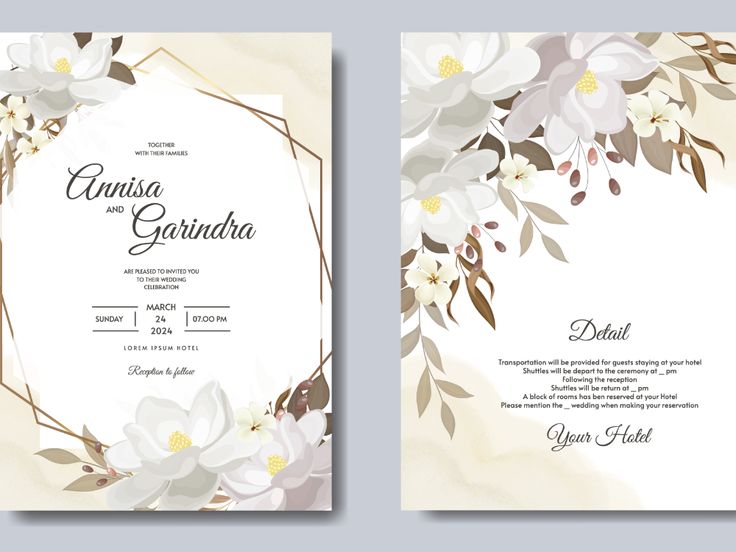 TOGETHER
WITH THEIR FAMILIES
Annisa
AND
Garindra
ARE PLEASED TO INVITED YOU
TO THEIR WEDDING
CELEBRATION
SUNDAY
MARCH
24
2024
07.00 PM
LOREM IPSUM HOTEL
Reception to follow
Detail
Transportation will be provided for guests staying at your hotel
Shuttles will be depart to the ceremony at _ pm
Following the reception
Shuttles will be return at _ pm
A block of rooms has ben reserved at your Hotel
Please mention the _ wedding when making your reservation
Your Hotel